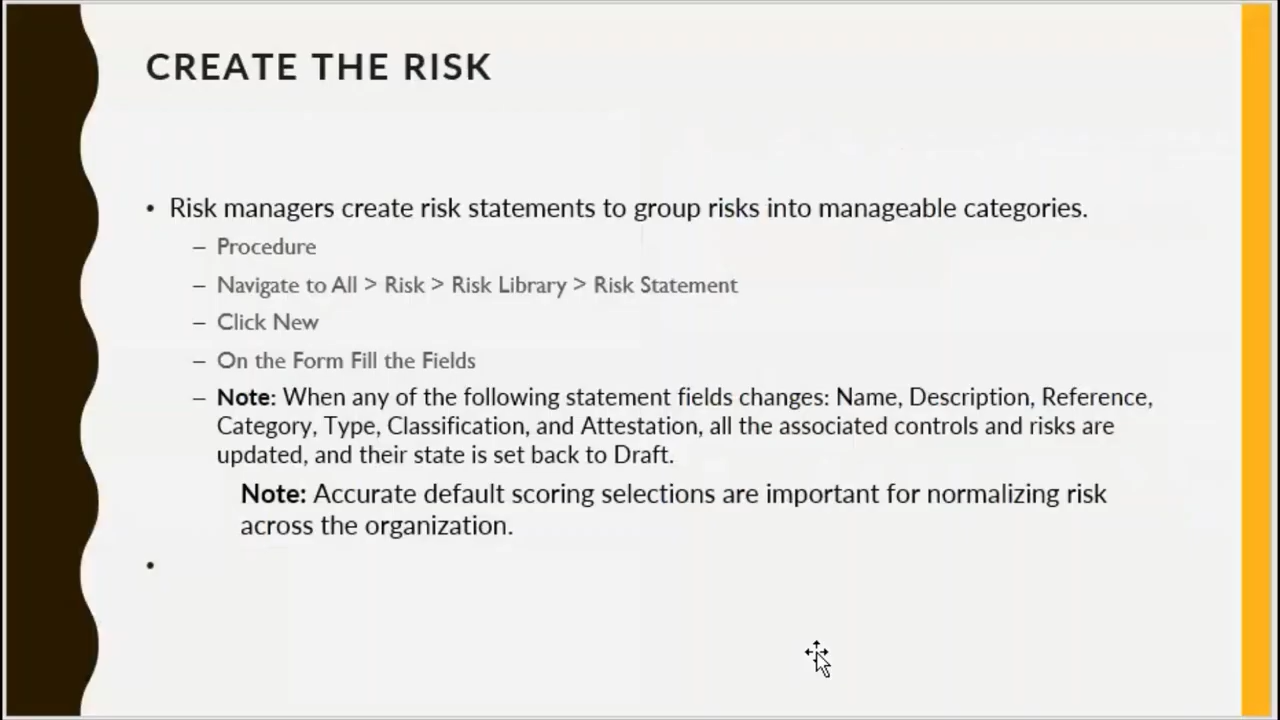 CREATE THE RISK
• Risk managers create risk statements to group risks into manageable categories.
– Procedure
– Navigate to All > Risk > Risk Library > Risk Statement
– Click New
– On the Form Fill the Fields
– Note: When any of the following statement fields changes: Name, Description, Reference,
Category, Type, Classification, and Attestation, all the associated controls and risks are
updated, and their state is set back to Draft.
Note: Accurate default scoring selections are important for normalizing risk
across the organization.
•